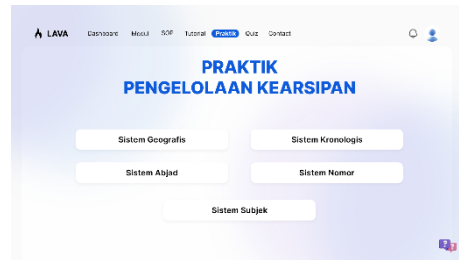 LAVA Dashboard Modul SOP Tutorial Praktik Quiz Contact
PRAKTIK
PENGELOLAAN KEARSIPAN
Sistem Geografis Sistem Kronologis
Sistem Abjad Sistem Nomor
Sistem Subjek